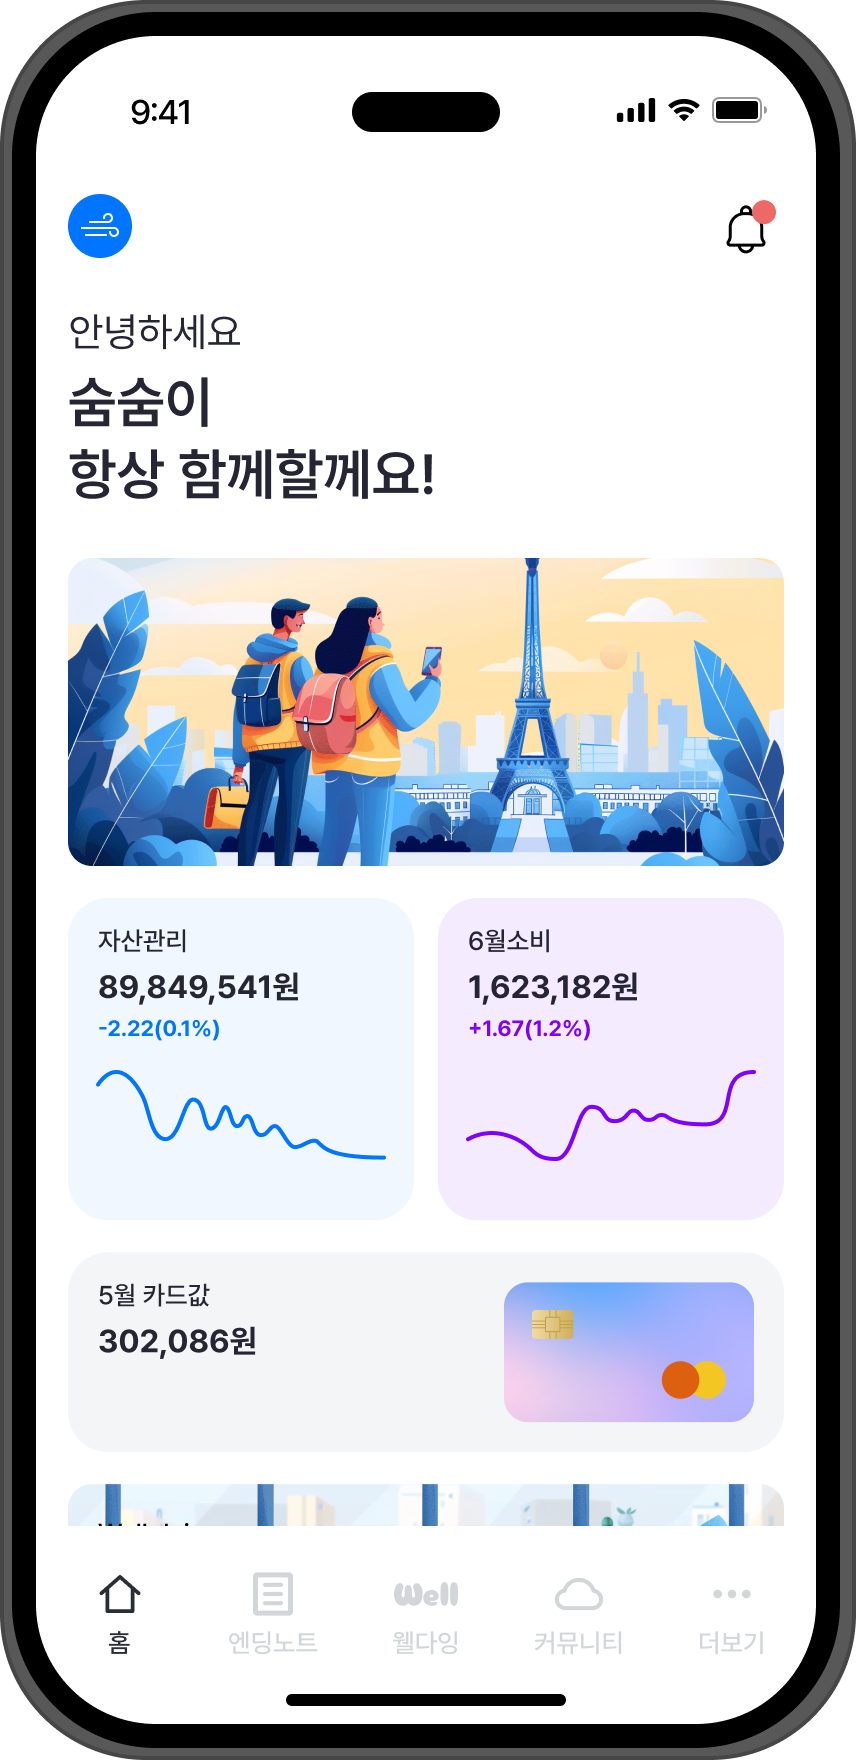 9:41
안녕하세요
숨숨이
항상 함께할께요!
자산관리
89,849,541원
-2.22(0.1%)
6월소비
1,623,182원
+1.67(1.2%)
5월 카드값
302,086원
Well
홈
엔딩노트
웰다잉
커뮤니티
더보기